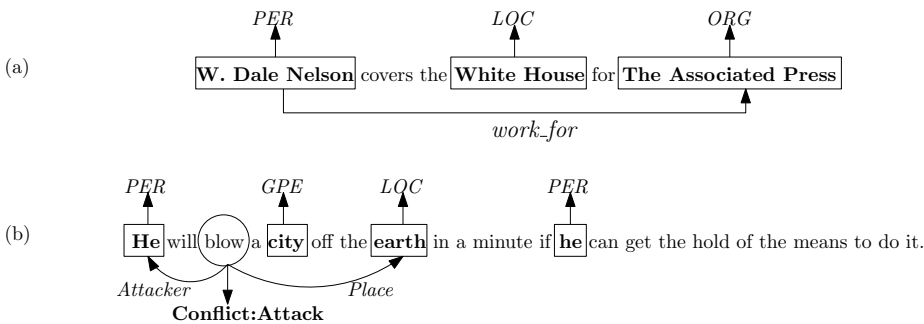 PER LOC ORG
(a) W. Dale Nelson covers the White House for The Associated Press
work_for
PER GPE LOC PER
(b) He will blow a city off the earth in a minute if he can get the hold of the means to do it.
Attacker Place
Conflict:Attack